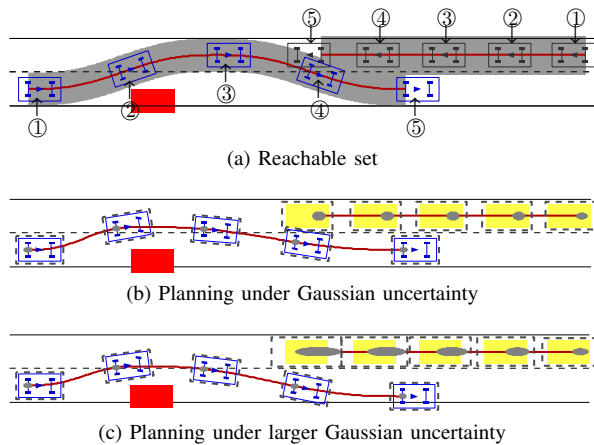 ⑤ ④ ③ ② ①
① ② ③ ④ ⑤
(a) Reachable set
(b) Planning under Gaussian uncertainty
(c) Planning under larger Gaussian uncertainty